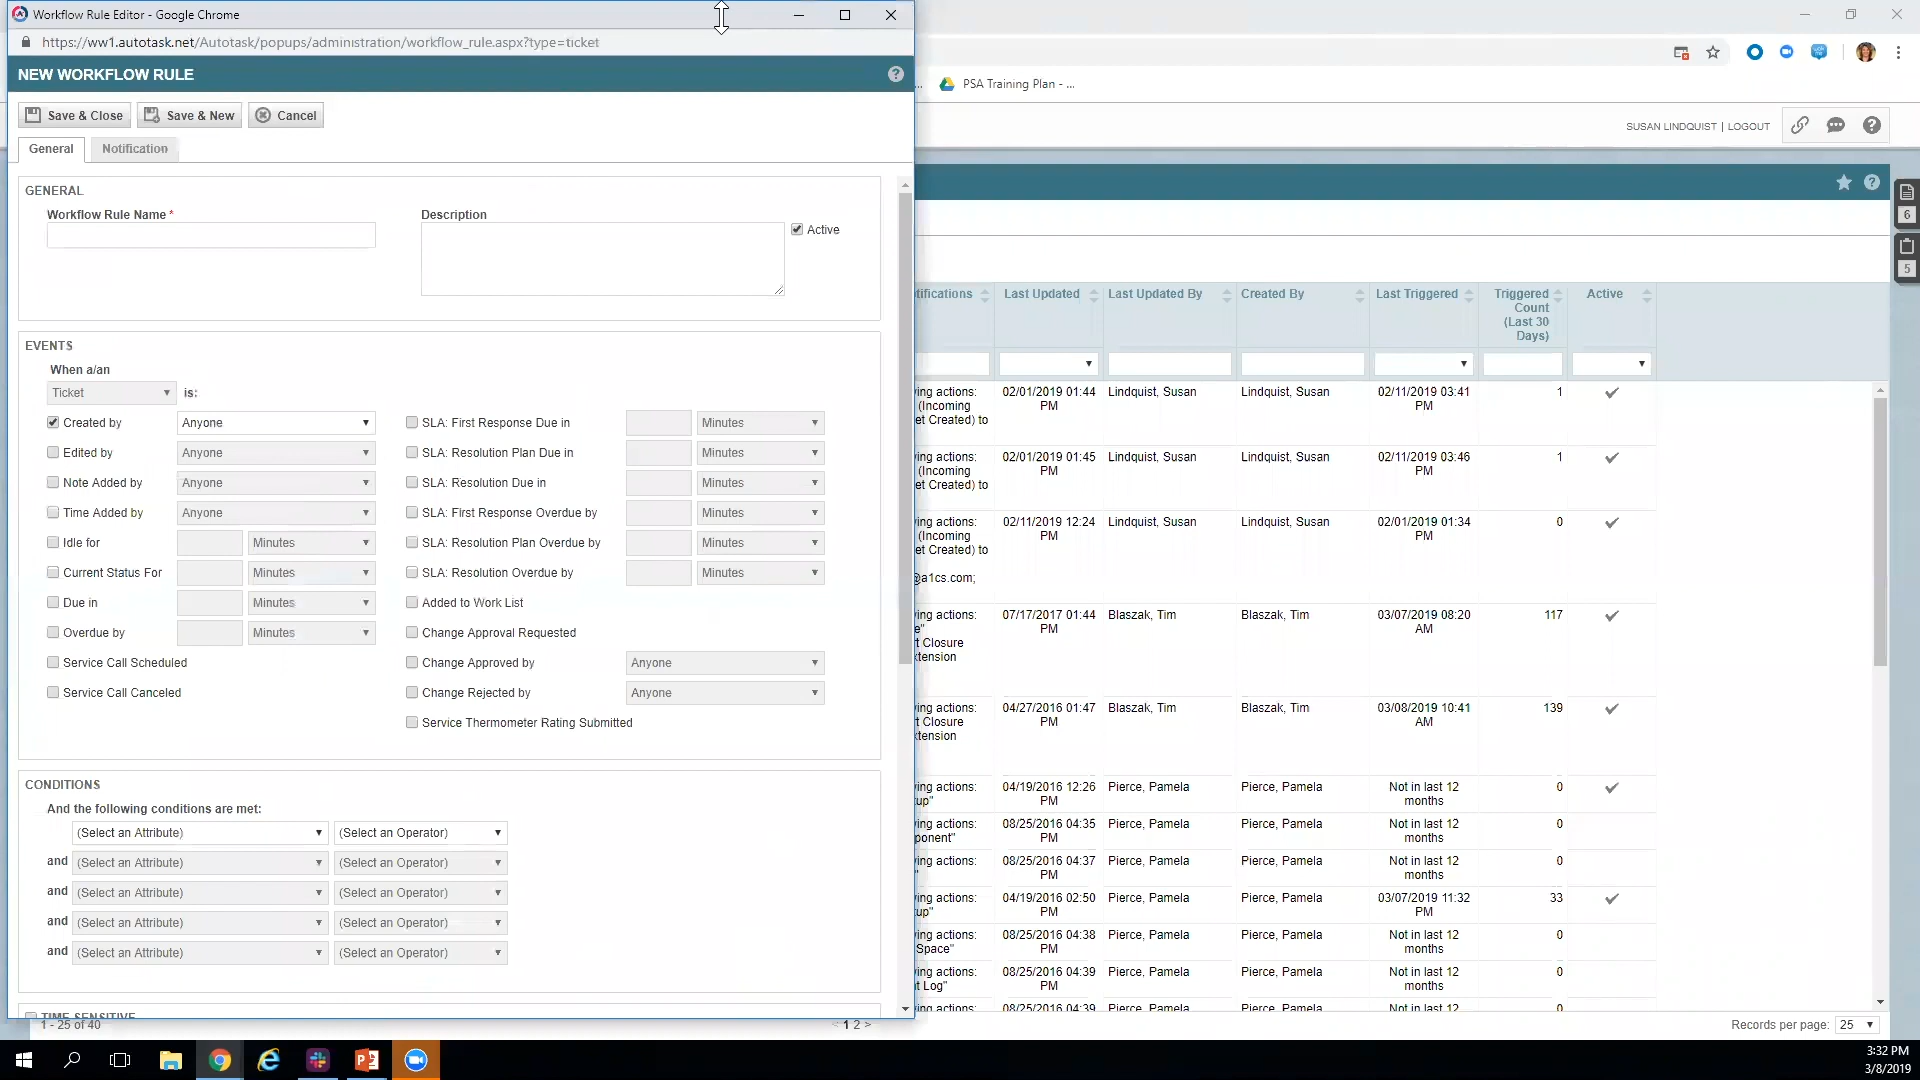 Workflow Rule Editor - Google Chrome
https://ww1.autotask.net/Autotask/popups/administration/workflow_rule.aspx?type=ticket
NEW WORKFLOW RULE
Save & Close Save & New Cancel
General Notification
GENERAL
Workflow Rule Name * Description
Active
EVENTS
When a/an
Ticket is:
Created by Anyone SLA: First Response Due in Minutes
Edited by Anyone SLA: Resolution Plan Due in Minutes
Note Added by Anyone SLA: Resolution Due in Minutes
Time Added by Anyone SLA: First Response Overdue by Minutes
Idle for Minutes SLA: Resolution Plan Overdue by Minutes
Current Status For Minutes SLA: Resolution Overdue by Minutes
Due in Minutes Added to Work List
Overdue by Minutes Change Approval Requested
Service Call Scheduled Change Approved by Anyone
Service Call Canceled Change Rejected by Anyone
Service Thermometer Rating Submitted
CONDITIONS
And the following conditions are met:
(Select an Attribute) (Select an Operator)
and (Select an Attribute) (Select an Operator)
and (Select an Attribute) (Select an Operator)
and (Select an Attribute) (Select an Operator)
and (Select an Attribute) (Select an Operator)
TIME SENSITIVE
1 - 25 of 40 < 1 2 >
... PSA Training Plan - ...
SUSAN LINDQUIST | LOGOUT
6
5
tifications Last Updated Last Updated By Created By Last Triggered Triggered Active
Count
(Last 30
Days)
ving actions: 02/01/2019 01:44 Lindquist, Susan Lindquist, Susan 02/11/2019 03:41 1
(Incoming PM PM
et Created) to
ving actions: 02/01/2019 01:45 Lindquist, Susan Lindquist, Susan 02/11/2019 03:46 1
(Incoming PM PM
et Created) to
ving actions: 02/11/2019 12:24 Lindquist, Susan Lindquist, Susan 02/01/2019 01:34 0
(Incoming PM PM
et Created) to
@a1cs.com;
ving actions: 07/17/2017 01:44 Blaszak, Tim Blaszak, Tim 03/07/2019 08:20 117
e" PM AM
t Closure
xtension
ving actions: 04/27/2016 01:47 Blaszak, Tim Blaszak, Tim 03/08/2019 10:41 139
t Closure PM AM
xtension
ving actions: 04/19/2016 12:26 Pierce, Pamela Pierce, Pamela Not in last 12 0
up" PM months
ving actions: 08/25/2016 04:35 Pierce, Pamela Pierce, Pamela Not in last 12 0
ponent" PM months
ving actions: 08/25/2016 04:37 Pierce, Pamela Pierce, Pamela Not in last 12 0
" PM months
ving actions: 04/19/2016 02:50 Pierce, Pamela Pierce, Pamela 03/07/2019 11:32 33
up" PM PM
ving actions: 08/25/2016 04:38 Pierce, Pamela Pierce, Pamela Not in last 12 0
Space" PM months
ving actions: 08/25/2016 04:39 Pierce, Pamela Pierce, Pamela Not in last 12 0
t Log" PM months
ving actions: 08/25/2016 04:39 Pierce, Pamela Pierce, Pamela Not in last 12 0
Records per page: 25
3:32 PM
3/8/2019